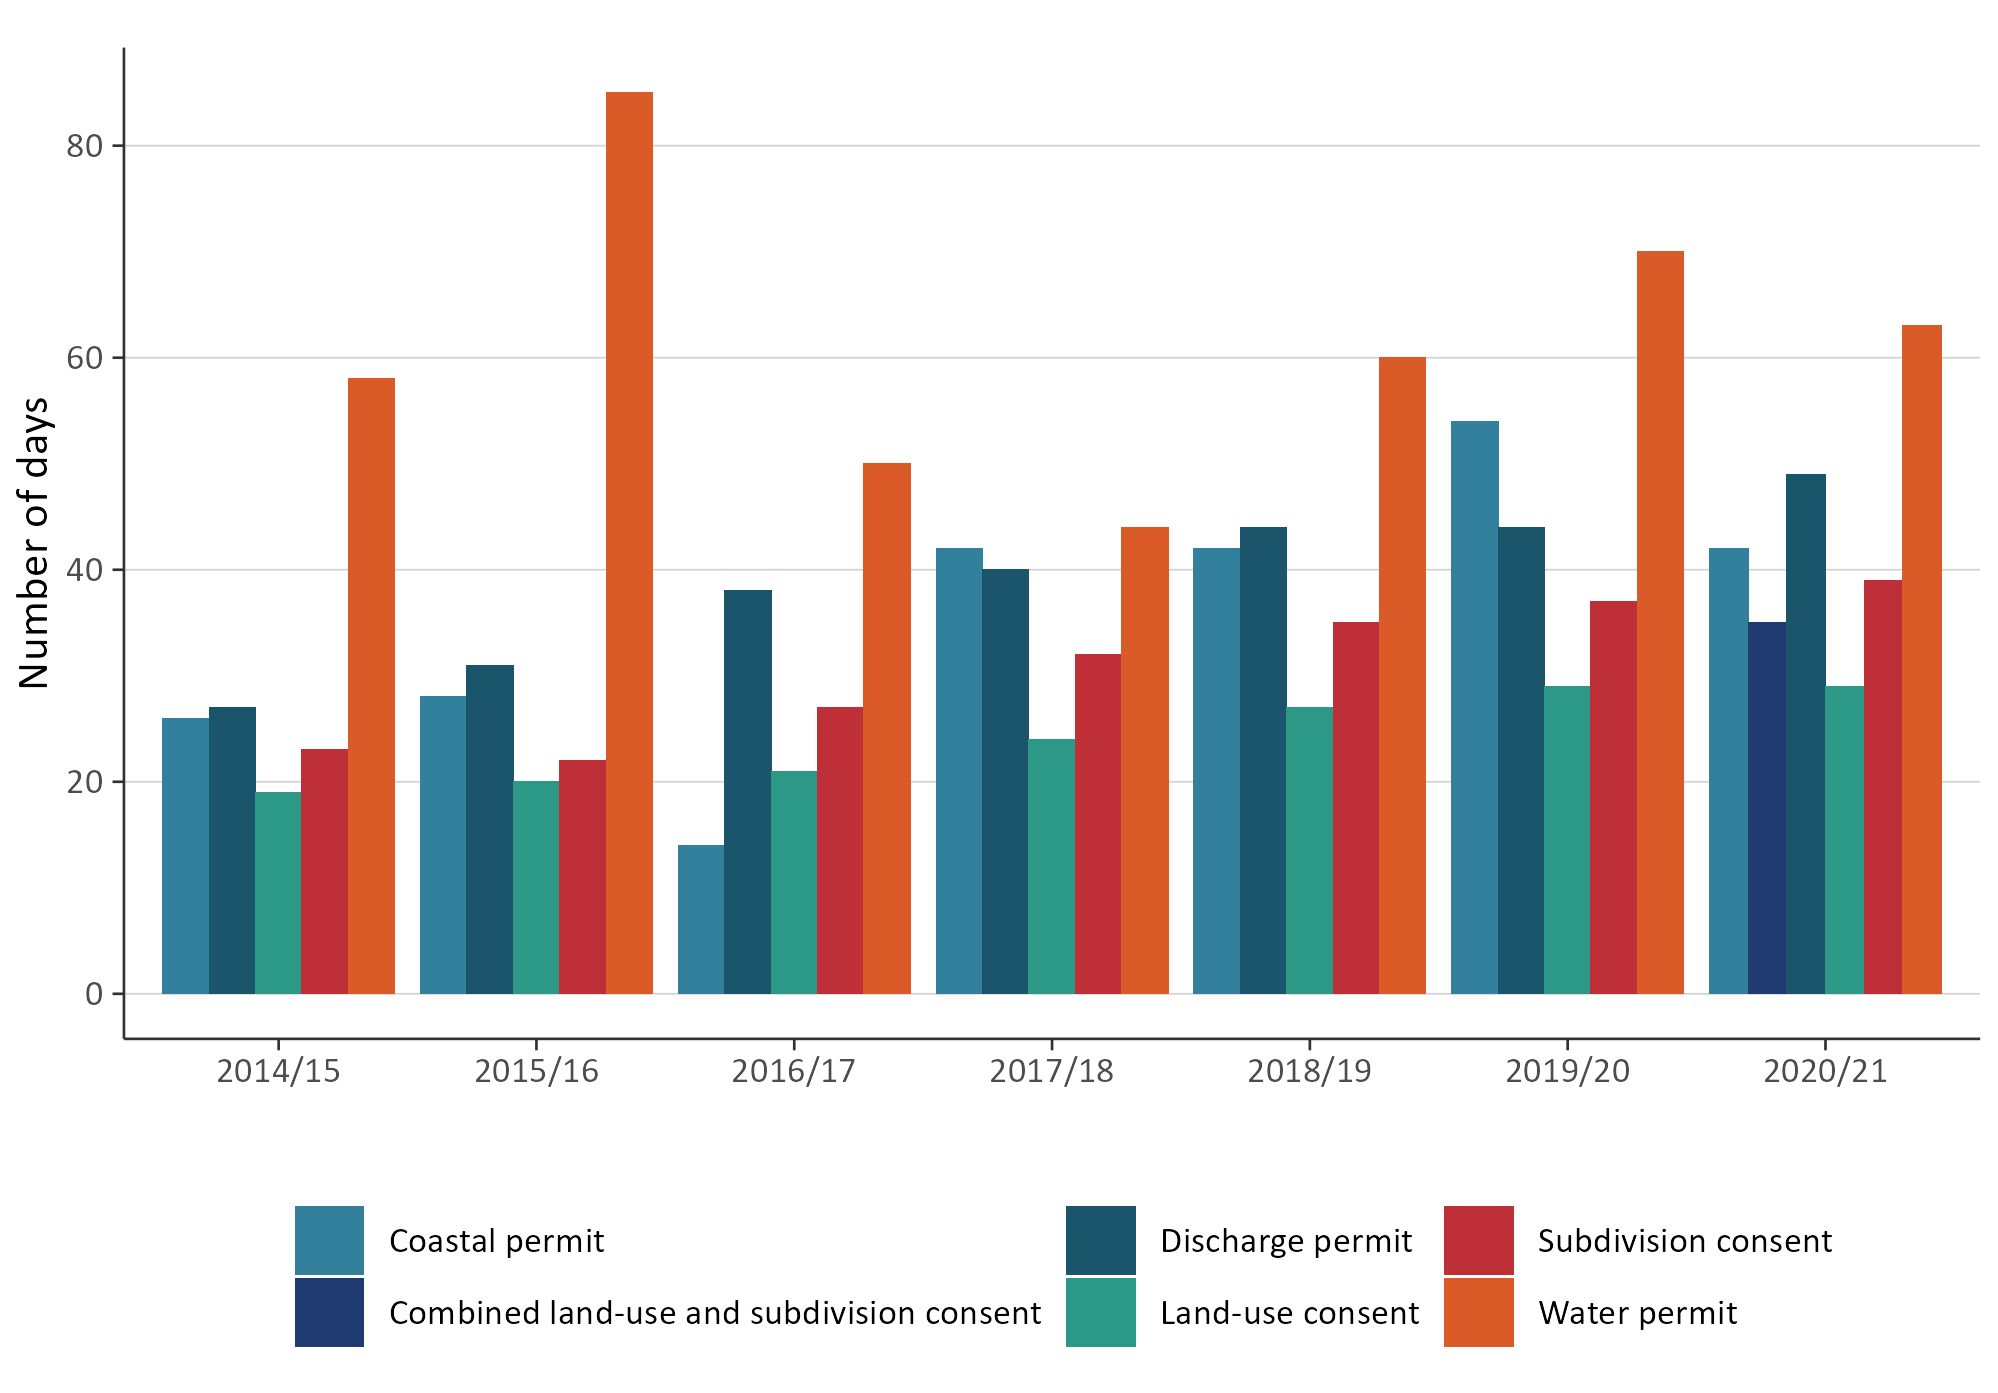 Number of days
80
60
40
20
0
2014/15 2015/16 2016/17 2017/18 2018/19 2019/20 2020/21
Coastal permit Discharge permit Subdivision consent
Combined land-use and subdivision consent Land-use consent Water permit